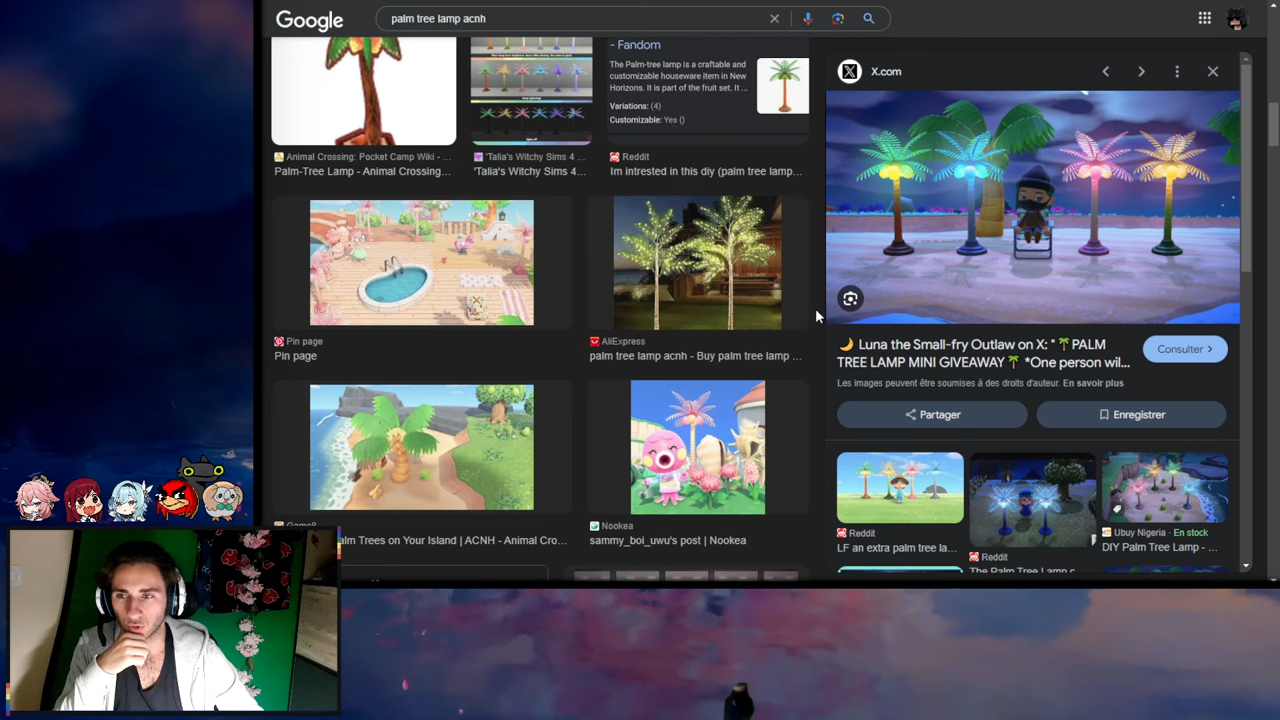 Google
palm tree lamp acnh
- Fandom
The Palm-tree lamp is a craftable and
customizable houseware item in New
Horizons. It is part of the fruit set. It ...
Variations: (4)
Customizable: Yes ()
Animal Crossing: Pocket Camp Wiki - ...
Palm-Tree Lamp - Animal Crossing...
'Talia's Witchy Sims 4 ...
'Talia's Witchy Sims 4...
Reddit
Im intrested in this diy (palm tree lamp...
Pin page
Pin page
AliExpress
palm tree lamp acnh - Buy palm tree lamp ...
Game8
alm Trees on Your Island | ACNH - Animal Cro...
Nookea
sammy_boi_uwu's post | Nookea
X.com
🌙 Luna the Small-fry Outlaw on X: "🌴PALM
TREE LAMP MINI GIVEAWAY🌴 *One person wil...
Consulter >
Les images peuvent être soumises à des droits d'auteur. En savoir plus
Partager
Enregistrer
Reddit
LF an extra palm tree la...
Reddit
The Palm Tree Lamp c
Ubuy Nigeria · En stock
DIY Palm Tree Lamp - ...